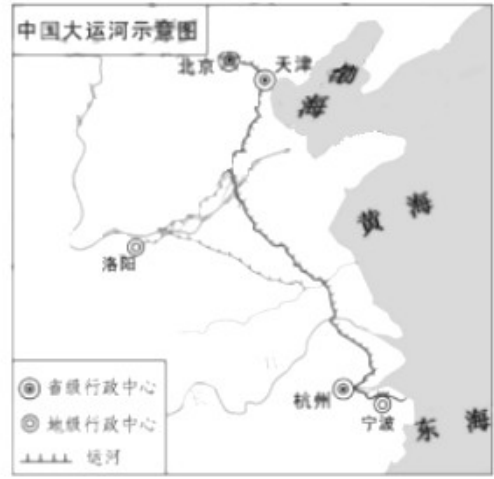 中国大运河示意图
北京
天津
渤海
黄海
洛阳
杭州
宁波
东海
省级行政中心
地级行政中心
运河